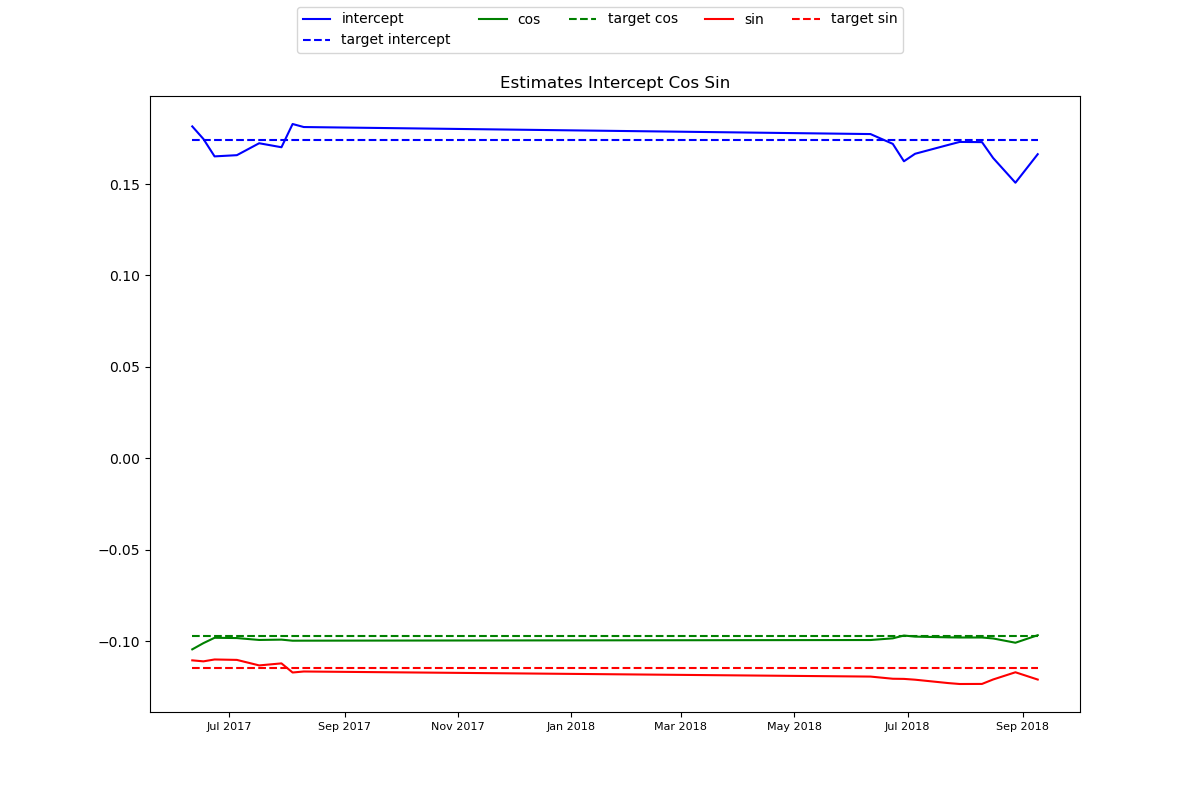 intercept cos target cos sin target sin
target intercept
Estimates Intercept Cos Sin
0.15
0.10
0.05
0.00
−0.05
−0.10
Jul 2017 Sep 2017 Nov 2017 Jan 2018 Mar 2018 May 2018 Jul 2018 Sep 2018